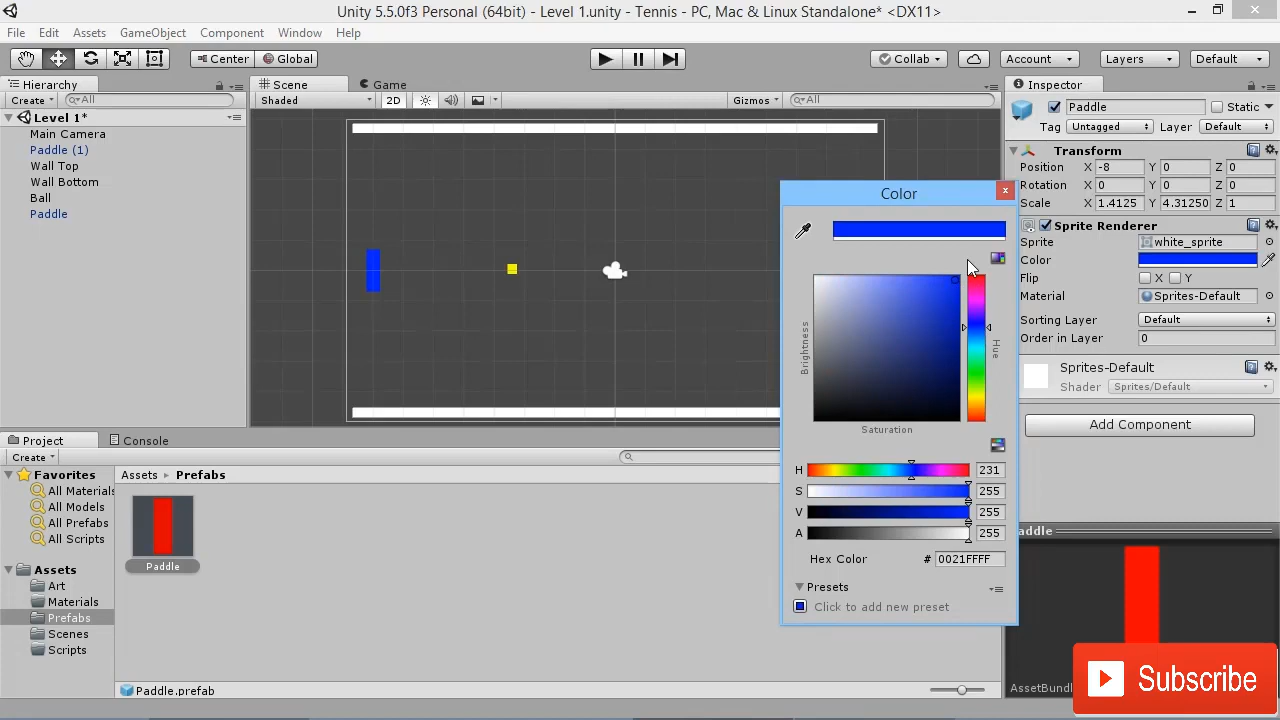 Unity 5.5.0f3 Personal (64bit) - Level 1.unity - Tennis - PC, Mac & Linux Standalone* <DX11>
File Edit Assets GameObject Component Window Help
Center Global Collab Account Layers Default
Hierarchy Scene Game Inspector
Create All Shaded 2D Gizmos All Paddle Static
Level 1* Tag Untagged Layer Default
Main Camera
Paddle (1)
Wall Top
Wall Bottom
Ball
Paddle
Transform
Position X -8 Y 0 Z 0
Rotation X 0 Y 0 Z 0
Scale X 1.4125 Y 4.31250 Z 1
Sprite Renderer
Sprite white_sprite
Color
Flip X Y
Material Sprites-Default
Sorting Layer Default
Order in Layer 0
Sprites-Default
Shader Sprites/Default
Add Component
Color
Brightness
Hue
Saturation
H 231
S 255
V 255
A 255
Hex Color # 0021FFFF
Presets
Click to add new preset
Project Console
Create
Favorites Assets Prefabs
All Materials
All Models
All Prefabs
All Scripts
Assets
Art
Materials
Prefabs
Scenes
Scripts
Paddle
Paddle.prefab
addle
AssetBundl
Subscribe